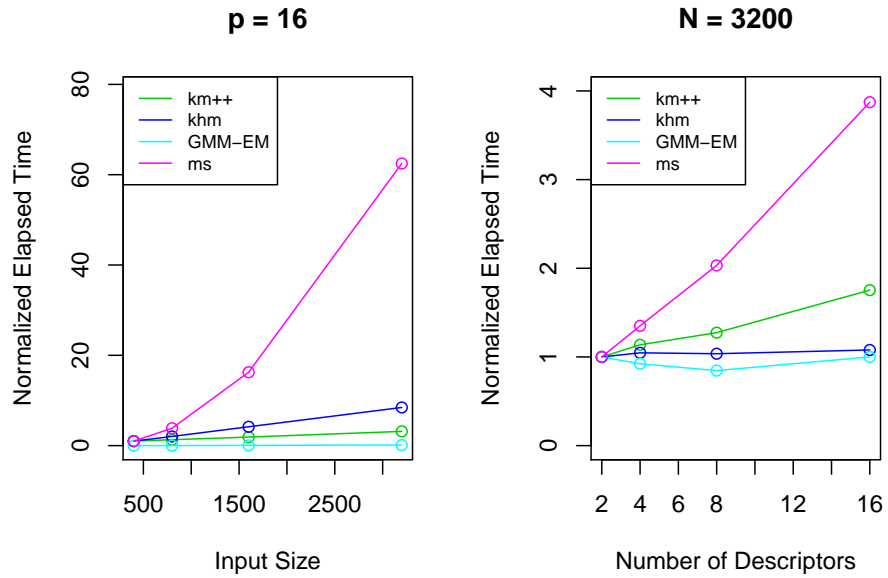 p = 16
80
60
40
20
0
Normalized Elapsed Time
km++
khm
GMM−EM
ms
500
1500
2500
Input Size
N = 3200
4
3
2
1
0
Normalized Elapsed Time
km++
khm
GMM−EM
ms
2
4
6
8
12
16
Number of Descriptors